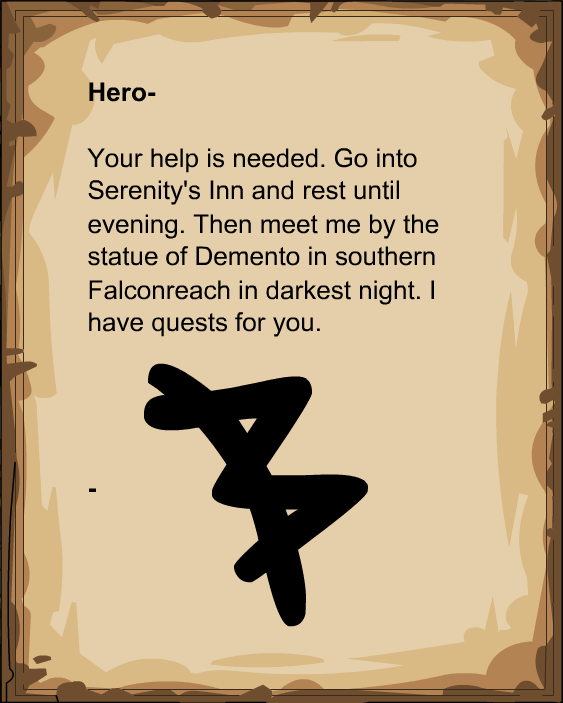 Hero-
Your help is needed. Go into
Serenity's Inn and rest until
evening. Then meet me by the
statue of Demento in southern
Falconreach in darkest night. I
have quests for you.
-